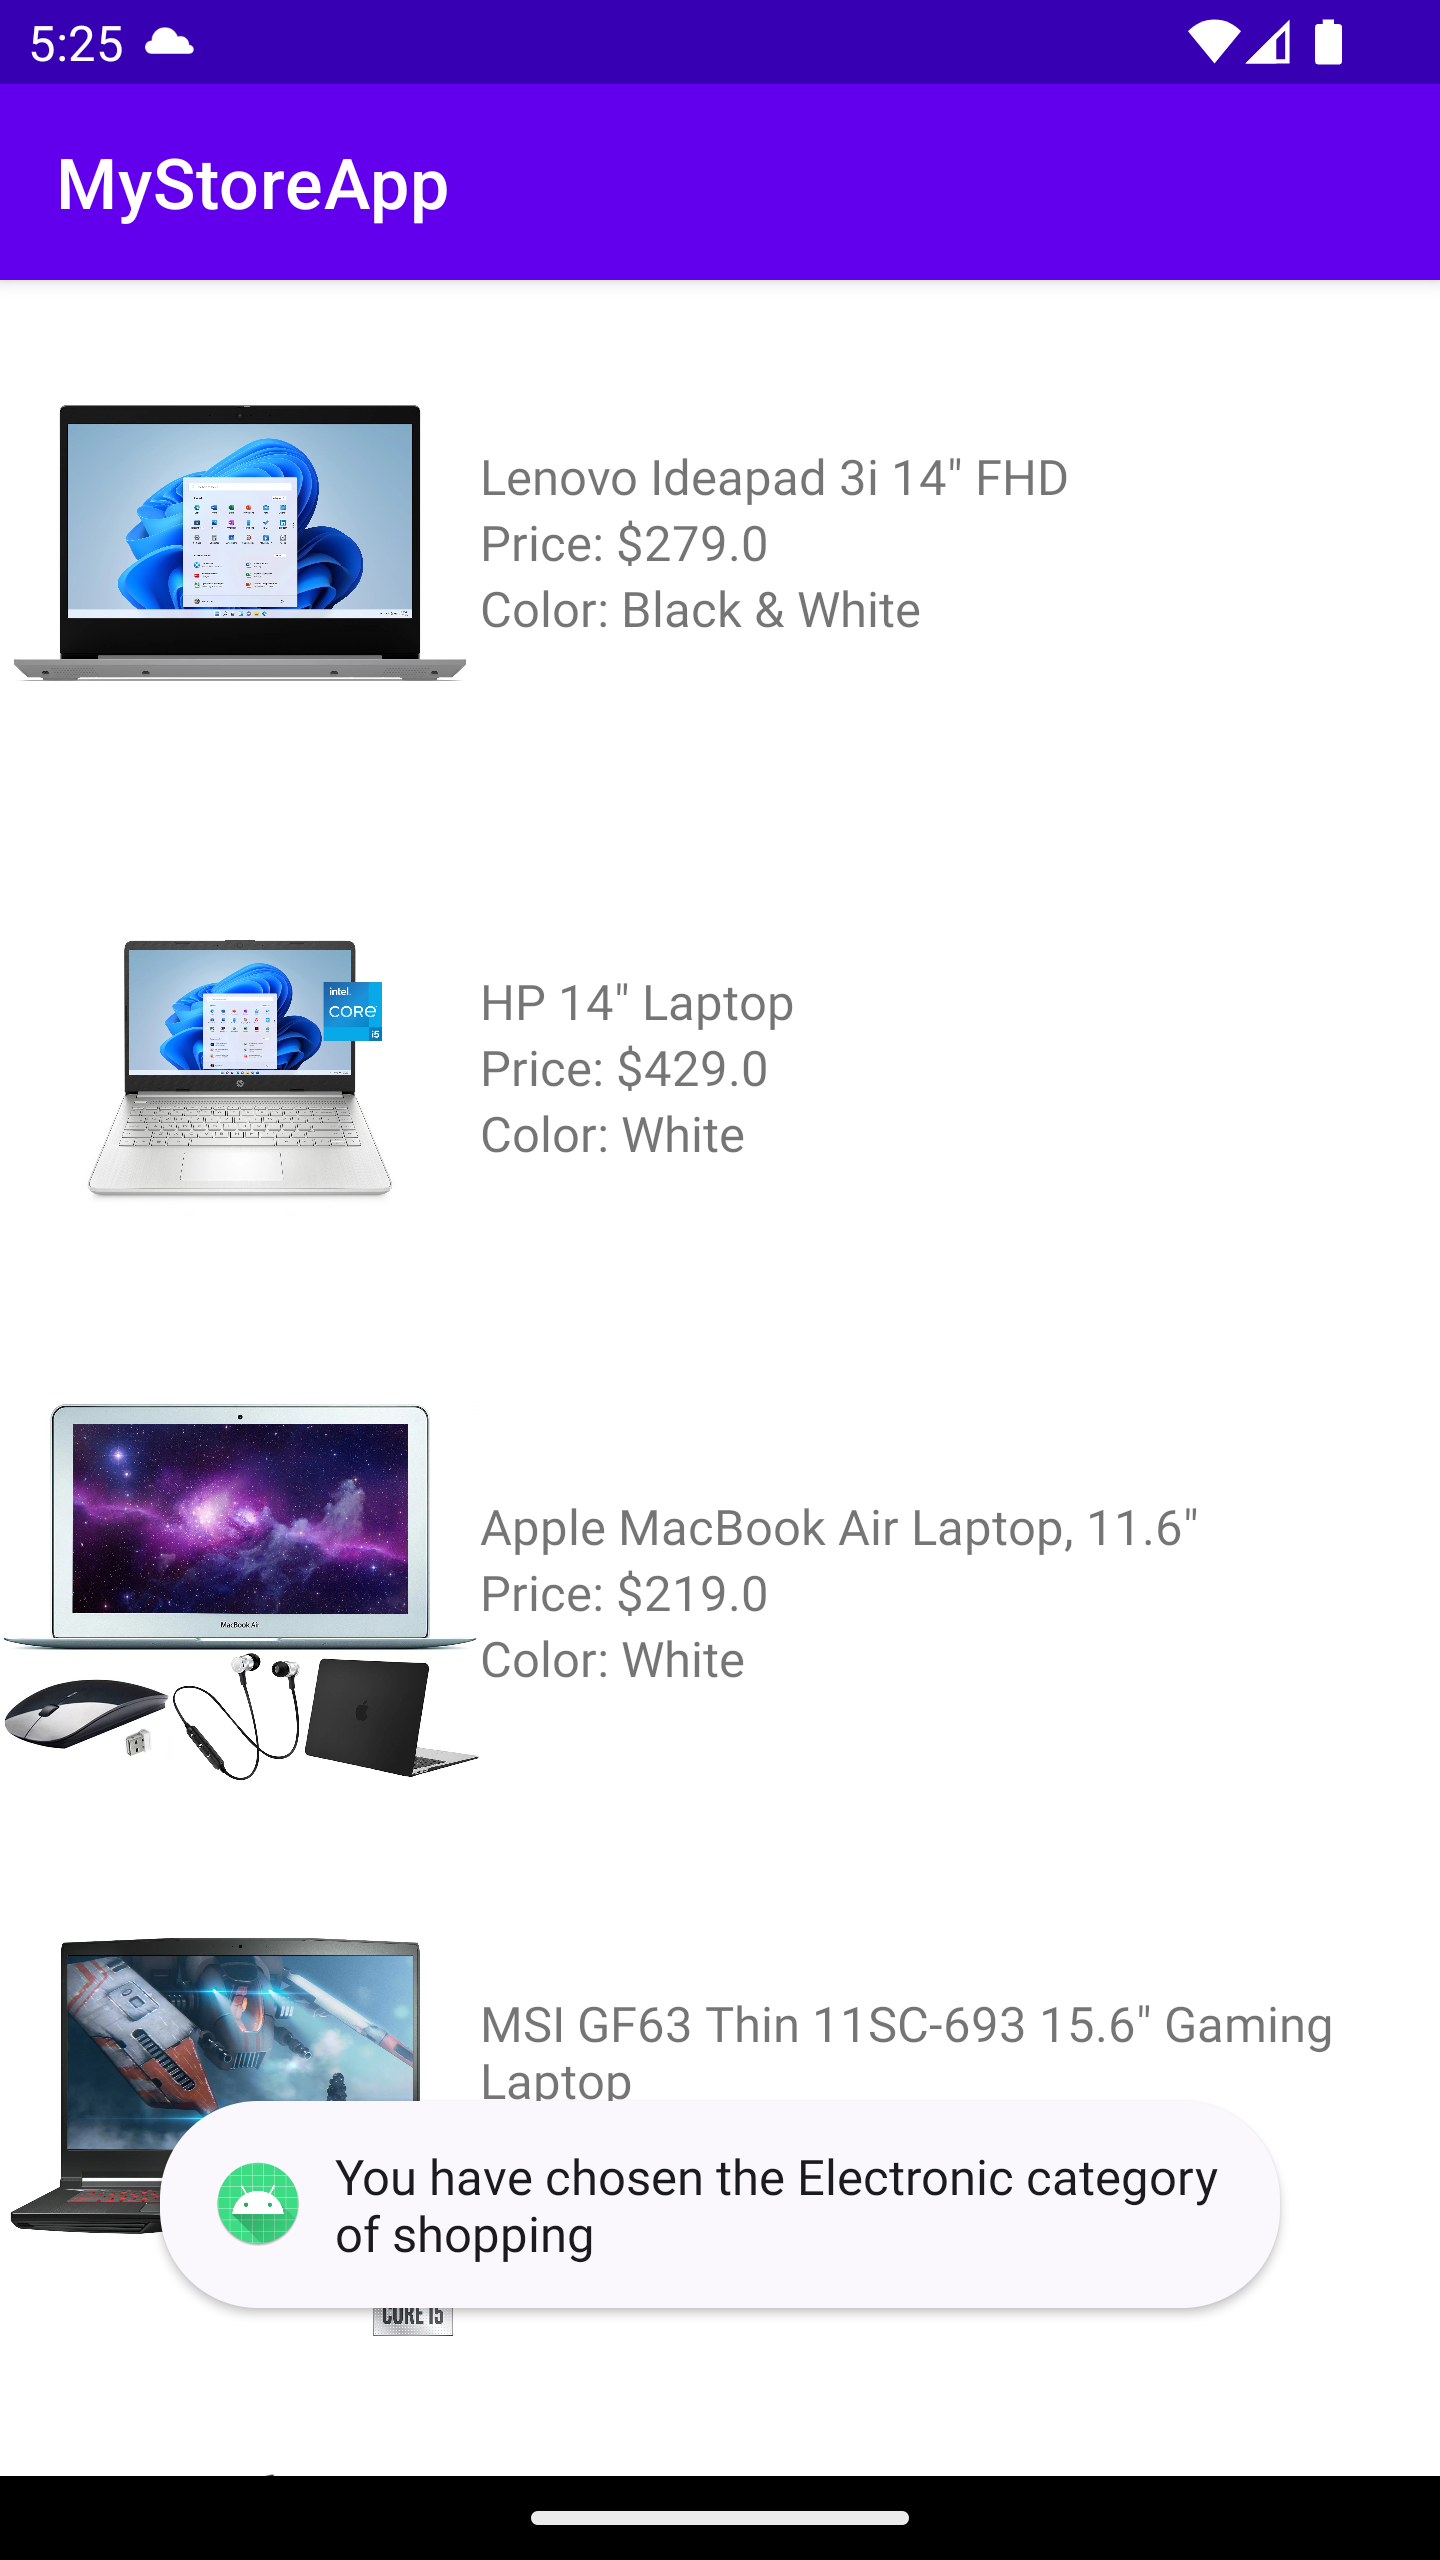 5:25
MyStoreApp
Lenovo Ideapad 3i 14" FHD
Price: $279.0
Color: Black & White
intel.
CORE
i5
HP 14" Laptop
Price: $429.0
Color: White
MacBook Air
Apple MacBook Air Laptop, 11.6"
Price: $219.0
Color: White
MSI GF63 Thin 11SC-693 15.6" Gaming
Laptop
You have chosen the Electronic category
of shopping
CORE i5